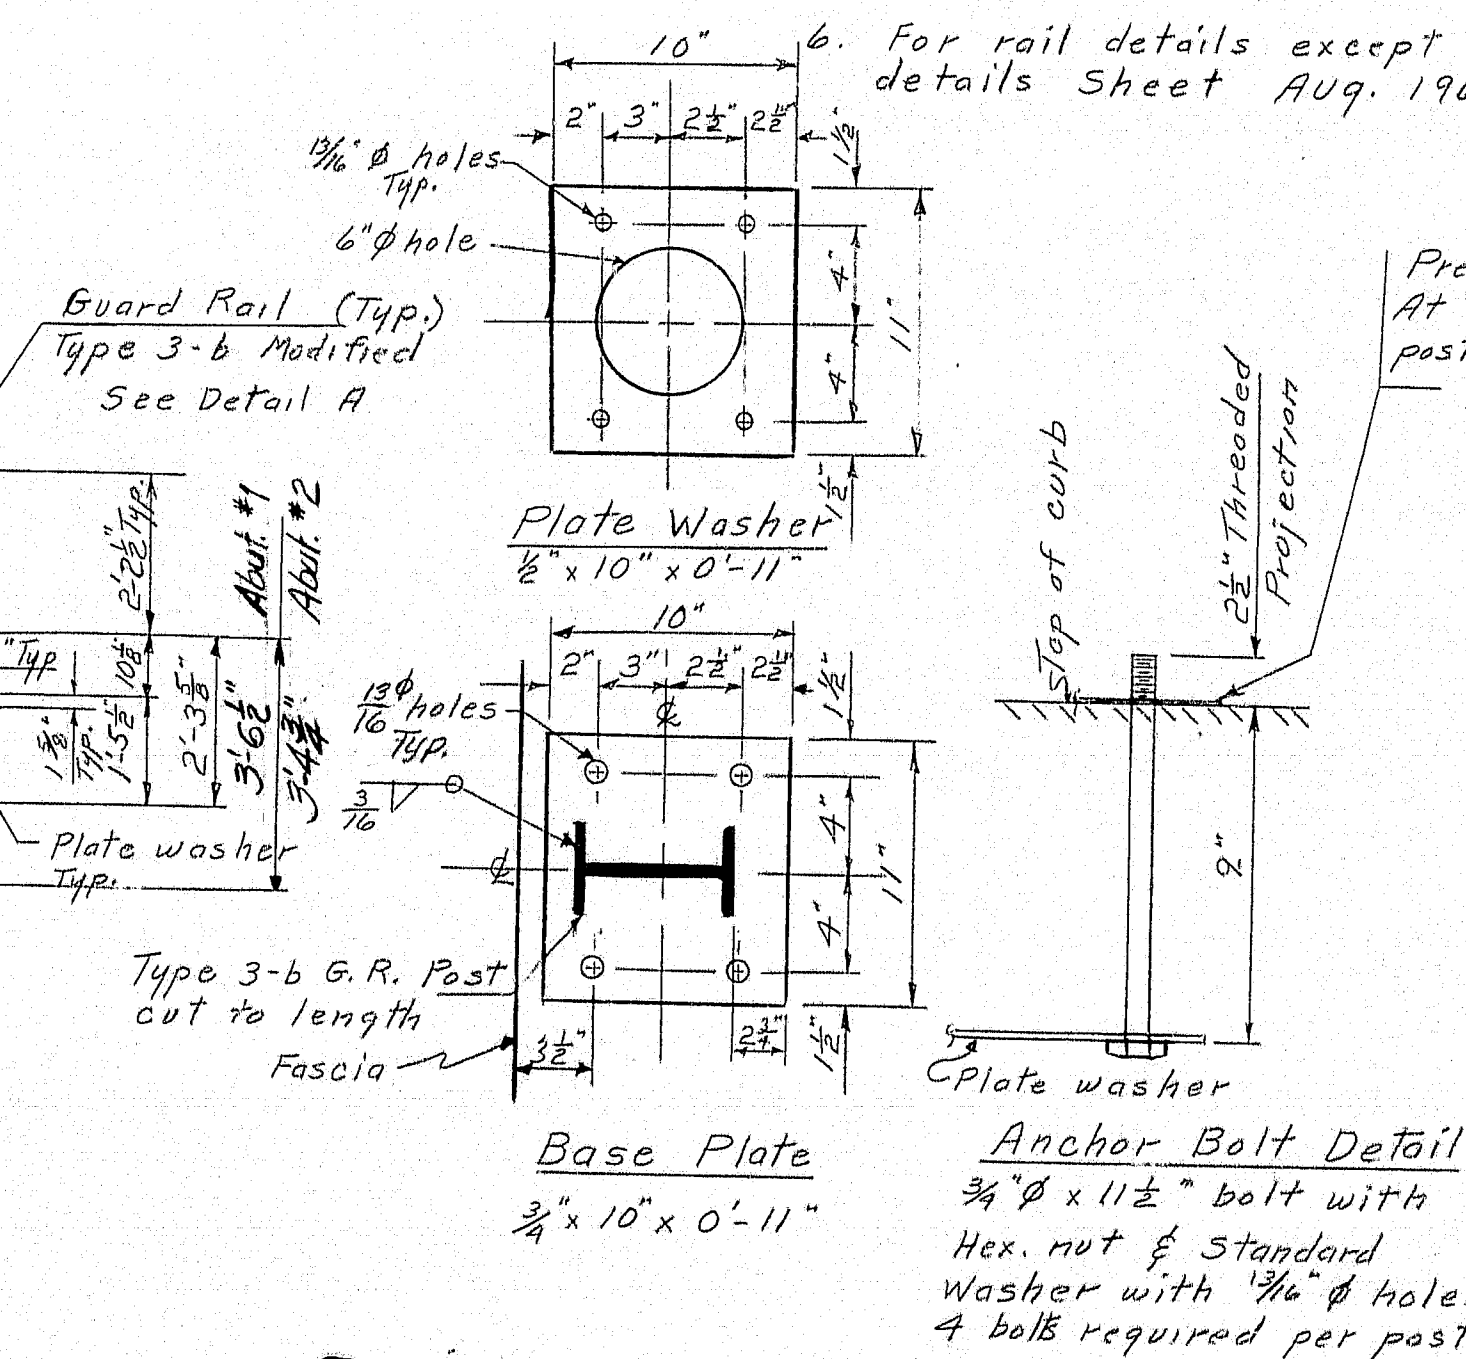 6. For rail details except
details Sheet Aug.
10"
2" 3" 2½" 2½"
1½"
13/16" ⌀ holes
Typ.
6" ⌀ hole
4"
4"
11"
1½"
Plate Washer
½" x 10" x 0'-11"
Guard Rail (Typ.)
Type 3-b Modified
See Detail A
2'-2½" Typ.
Abut. #1
Abut. #2
" Typ
10⅛"
1⅝"
Typ.
1'-5½"
2'-3⅝"
3'-6½"
3'-4¾"
Plate washer
Typ.
10"
2" 3" 2½" 2½"
1½"
13/16 ⌀
holes
Typ.
℄
3/16
℄
4"
4"
11"
Type 3-b G.R. Post
cut to length
Fascia
3½"
2¾"
1½"
Base Plate
¾" x 10" x 0'-11"
Top of curb
2½" Threaded
Projection
At
9"
Plate washer
Anchor Bolt Detail
¾" ⌀ x 11½" bolt with
Hex. nut & Standard
Washer with 13/16" ⌀ hole
4 bolts required per post